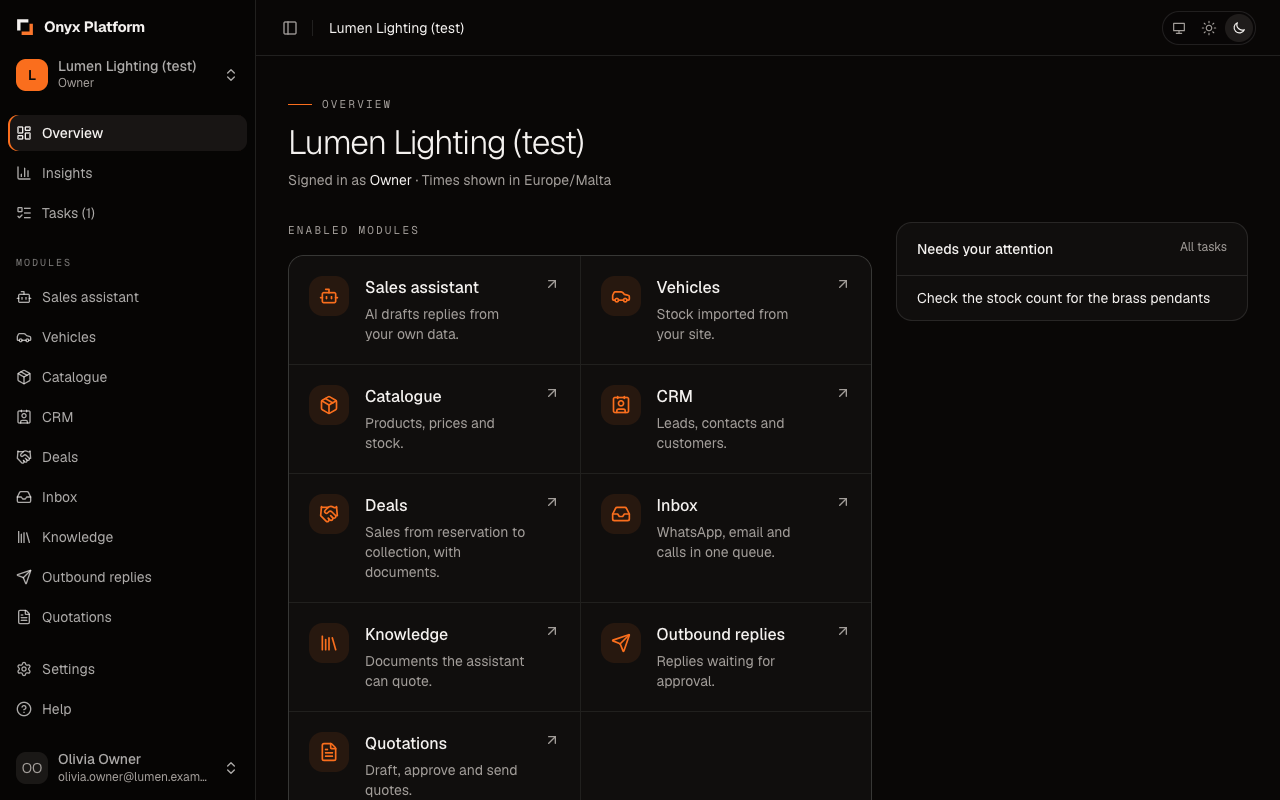 Onyx Platform
L
Lumen Lighting (test)
Owner
Overview
Insights
Tasks (1)
MODULES
Sales assistant
Vehicles
Catalogue
CRM
Deals
Inbox
Knowledge
Outbound replies
Quotations
Settings
Help
OO
Olivia Owner
olivia.owner@lumen.exam...
Lumen Lighting (test)
OVERVIEW
Lumen Lighting (test)
Signed in as Owner · Times shown in Europe/Malta
ENABLED MODULES
Sales assistant
AI drafts replies from
your own data.
Vehicles
Stock imported from
your site.
Catalogue
Products, prices and
stock.
CRM
Leads, contacts and
customers.
Deals
Sales from reservation to
collection, with
documents.
Inbox
WhatsApp, email and
calls in one queue.
Knowledge
Documents the assistant
can quote.
Outbound replies
Replies waiting for
approval.
Quotations
Draft, approve and send
quotes.
Needs your attention
All tasks
Check the stock count for the brass pendants